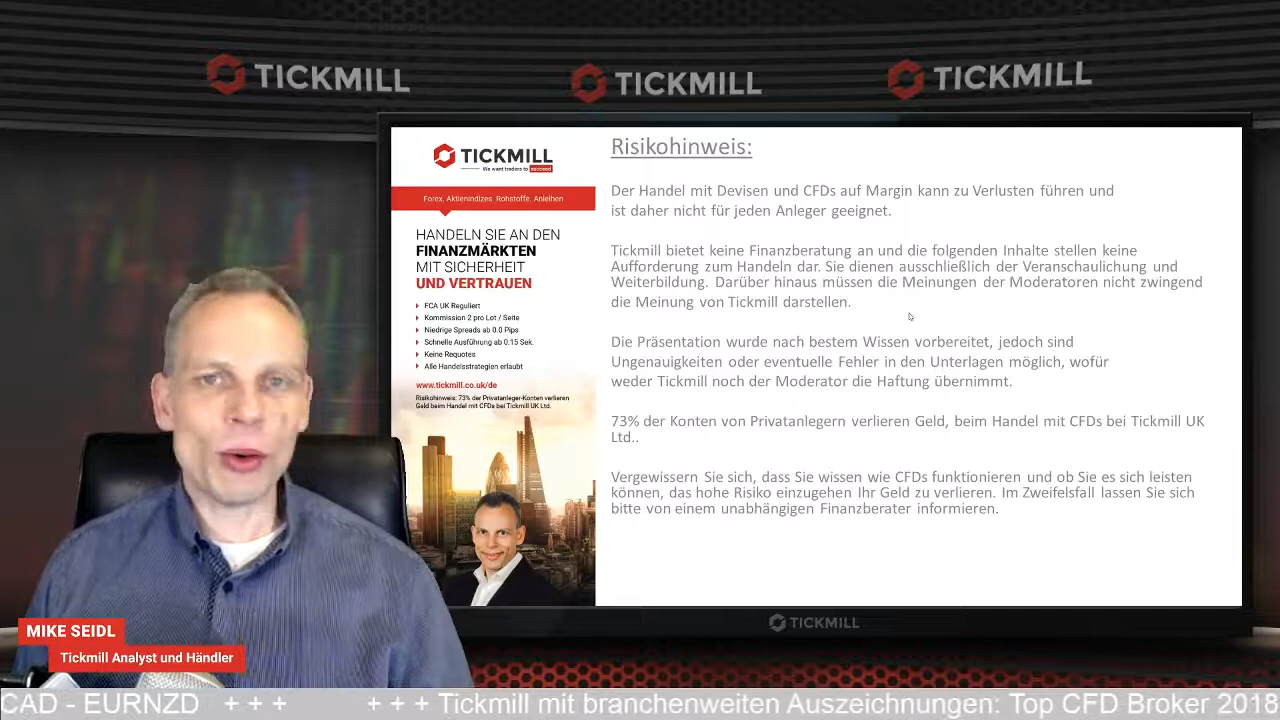 TICKMILL
TICKMILL
TICKMILL
TICKMILL
We want traders to succeed
Forex, Aktienindizes, Rohstoffe, Anleihen
HANDELN SIE AN DEN
FINANZMÄRKTEN
MIT SICHERHEIT
UND VERTRAUEN
FCA UK Reguliert
Kommission 2 pro Lot / Seite
Niedrige Spreads ab 0.0 Pips
Schnelle Ausführung ab 0.15 Sek.
Keine Requotes
Alle Handelsstrategien erlaubt
www.tickmill.co.uk/de
Risikohinweis: 73% der Privatanleger-Konten verlieren
Geld beim Handel mit CFDs bei Tickmill UK Ltd.
Risikohinweis:
Der Handel mit Devisen und CFDs auf Margin kann zu Verlusten führen und
ist daher nicht für jeden Anleger geeignet.
Tickmill bietet keine Finanzberatung an und die folgenden Inhalte stellen keine
Aufforderung zum Handeln dar. Sie dienen ausschließlich der Veranschaulichung und
Weiterbildung. Darüber hinaus müssen die Meinungen der Moderatoren nicht zwingend
die Meinung von Tickmill darstellen.
Die Präsentation wurde nach bestem Wissen vorbereitet, jedoch sind
Ungenauigkeiten oder eventuelle Fehler in den Unterlagen möglich, wofür
weder Tickmill noch der Moderator die Haftung übernimmt.
73% der Konten von Privatanlegern verlieren Geld, beim Handel mit CFDs bei Tickmill UK
Ltd..
Vergewissern Sie sich, dass Sie wissen wie CFDs funktionieren und ob Sie es sich leisten
können, das hohe Risiko einzugehen Ihr Geld zu verlieren. Im Zweifelsfall lassen Sie sich
bitte von einem unabhängigen Finanzberater informieren.
TICKMILL
MIKE SEIDL
Tickmill Analyst und Händler
CAD - EURNZD + + + + + + Tickmill mit branchenweiten Auszeichnungen: Top CFD Broker 2018